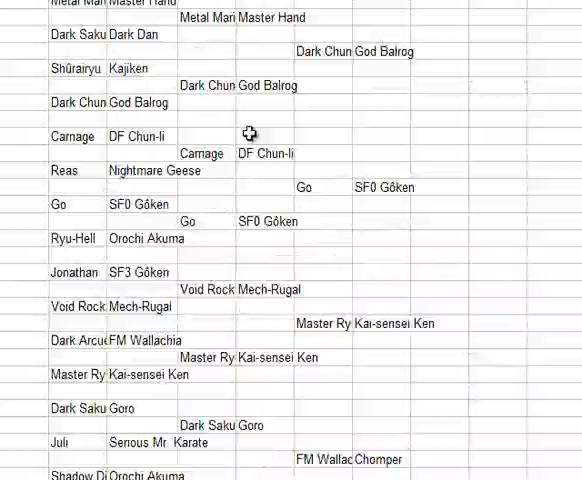 Metal Mari Master Hand
Metal Mari Master Hand
Dark Saku Dark Dan
Dark Chun God Balrog
Shûrairyu Kajiken
Dark Chun God Balrog
Dark Chun God Balrog
Carnage DF Chun-li
Carnage DF Chun-li
Reas Nightmare Geese
Go SF0 Gôken
Go SF0 Gôken
Go SF0 Gôken
Ryu-Hell Orochi Akuma
Jonathan SF3 Gôken
Void Rock Mech-Rugal
Void Rock Mech-Rugal
Master Ry Kai-sensei Ken
Dark Arcue FM Wallachia
Master Ry Kai-sensei Ken
Master Ry Kai-sensei Ken
Dark Saku Goro
Dark Saku Goro
Juli Serious Mr. Karate
FM Wallac Chomper
Shadow Di Orochi Akuma